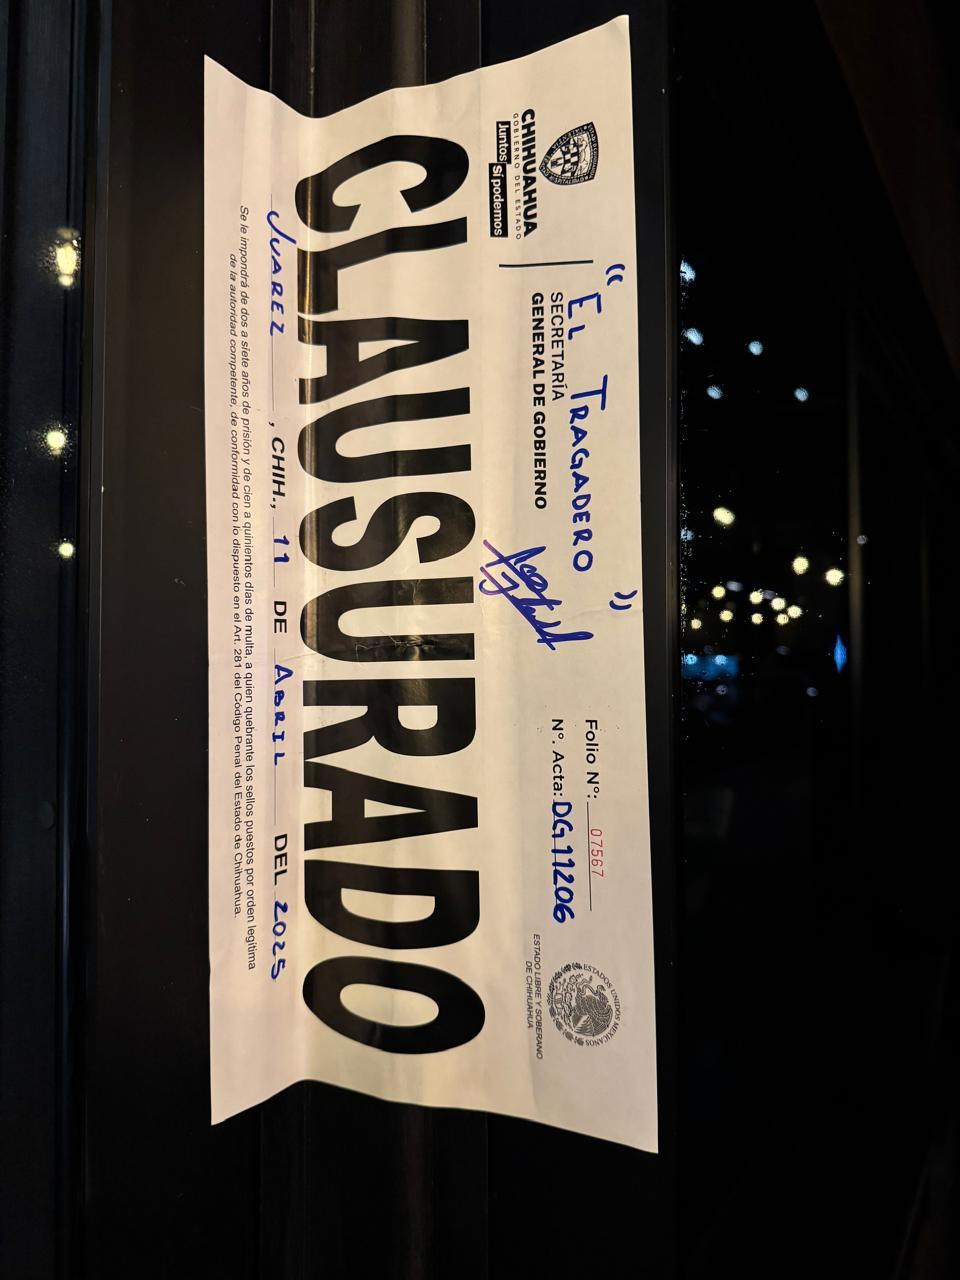 "EL TRAGADERO"
CHIHUAHUA
GOBIERNO DEL ESTADO
Juntos Sí podemos
SECRETARÍA
GENERAL DE GOBIERNO
Folio Nº: 07567
Nº. Acta: DG11206
ESTADOS UNIDOS MEXICANOS
ESTADO LIBRE Y SOBERANO
DE CHIHUAHUA
CLAUSURADO
JUAREZ, CHIH., 11 DE ABRIL DEL 2025
Se le impondrá de dos a siete años de prisión y de cien a quinientos días de multa, a quien quebrante los sellos puestos por orden legítima
de la autoridad competente, de conformidad con lo dispuesto en el Art. 281 del Código Penal del Estado de Chihuahua.